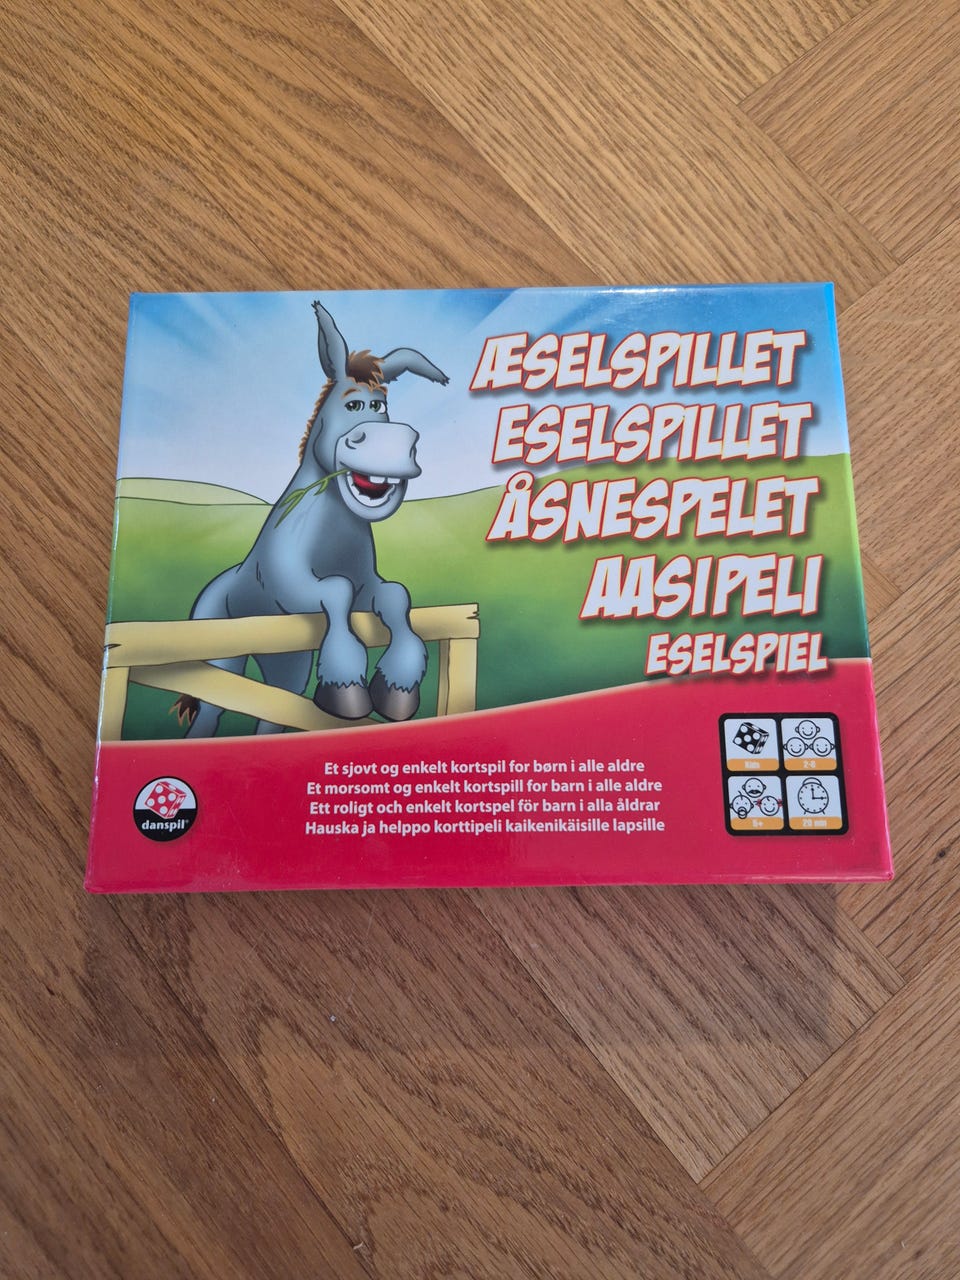 ÆSELSPILLET
ESELSPILLET
ÅSNESPELET
AASIPELI
ESELSPIEL
Et sjovt og enkelt kortspil for børn i alle aldre
Et morsomt og enkelt kortspill for barn i alle aldre
Ett roligt och enkelt kortspel för barn i alla åldrar
Hauska ja helppo korttipeli kaikenikäisille lapsille
danspil®
Kids
2-8
5+
20 min